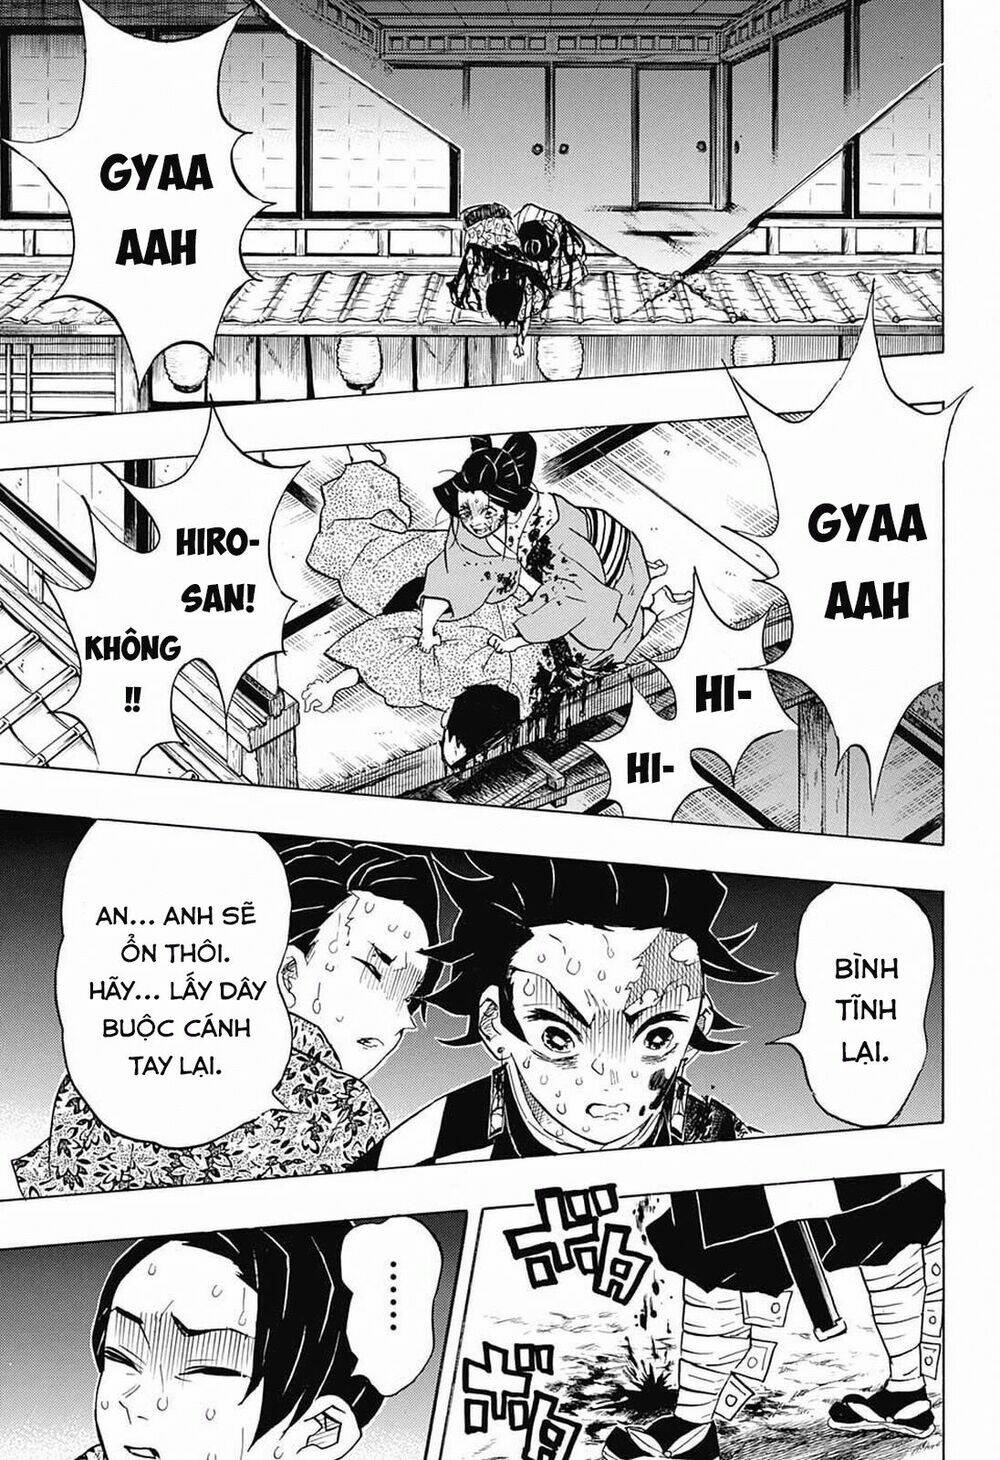 GYAA
AAH
GYAA
AAH
HI-
HI-
HIRO-
SAN!
KHÔNG
!!
BÌNH
TĨNH
LẠI.
AN... ANH SẼ
ỔN THÔI.
HÃY... LẤY DÂY
BUỘC CÁNH
TAY LẠI.
......